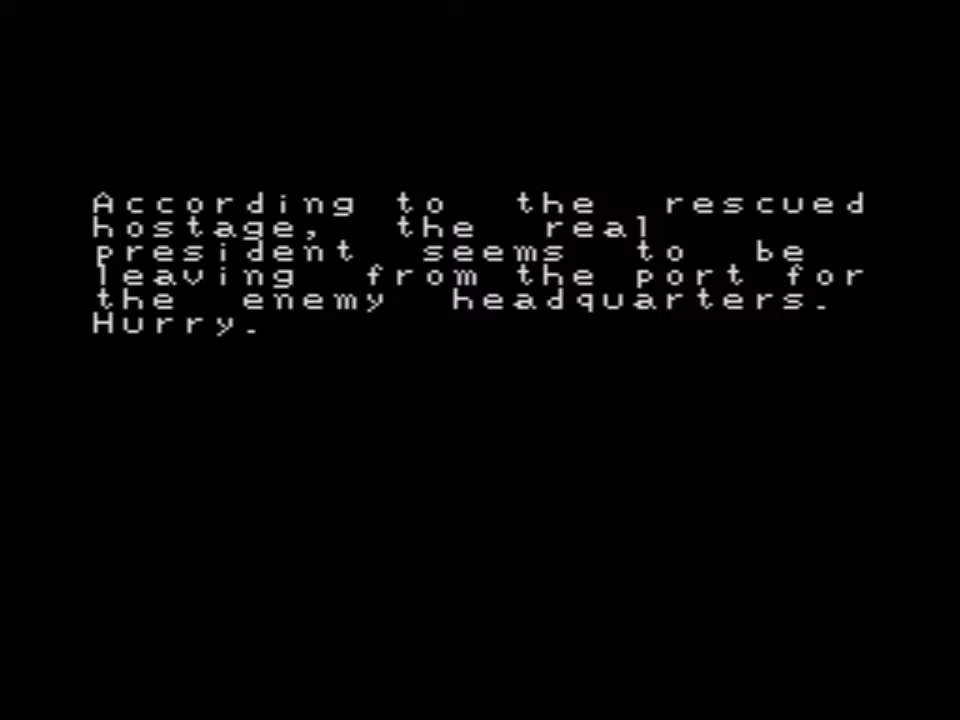 According to the rescued
hostage, the real
president seems to be
leaving from the port for
the enemy headquarters.
Hurry.